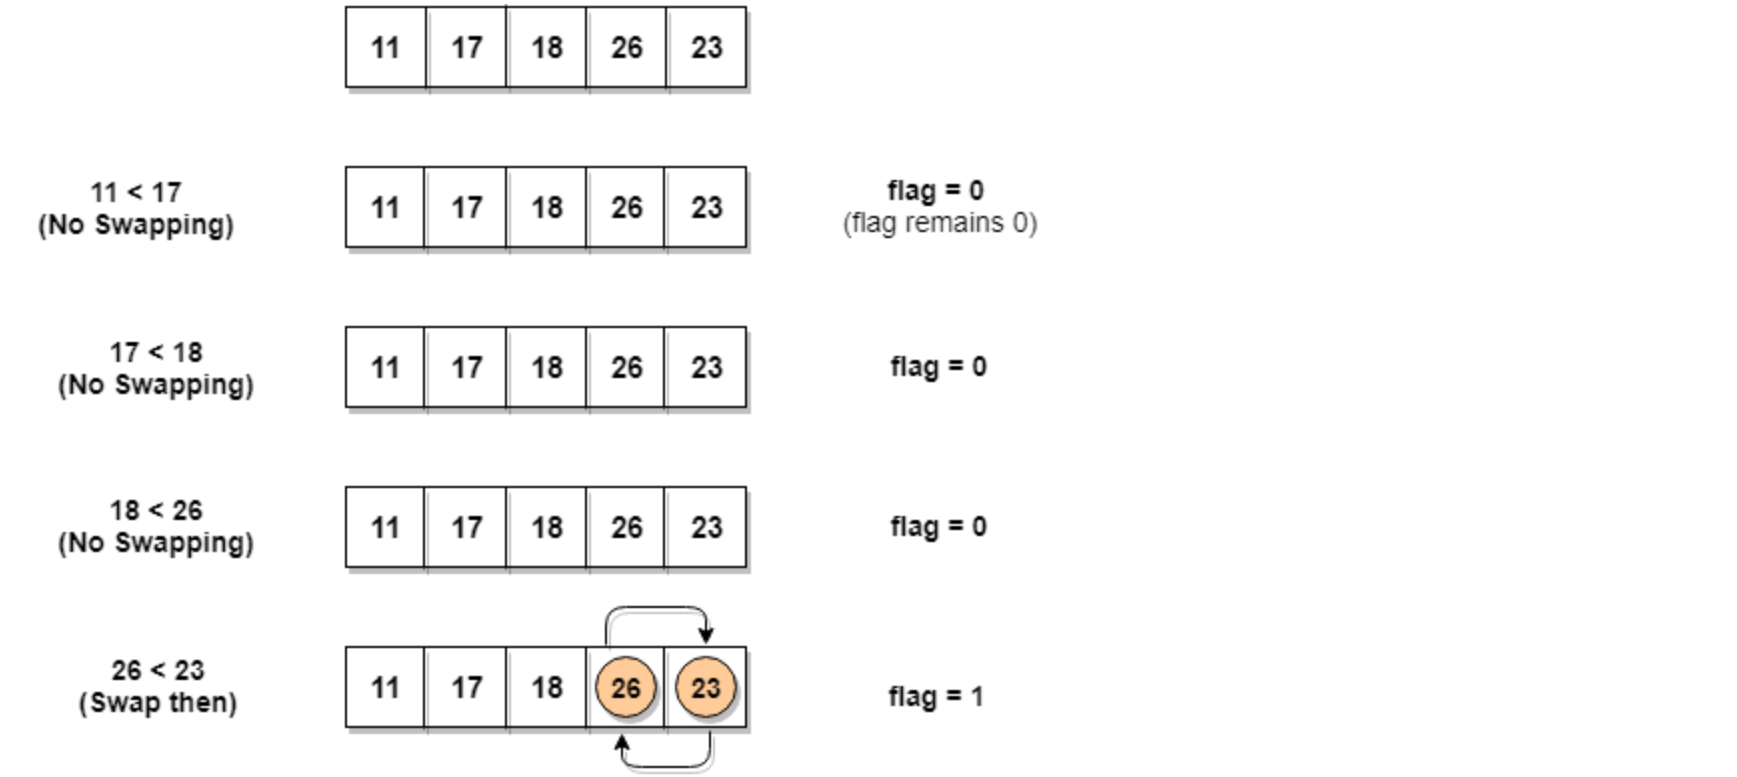 11 17 18 26 23
11 < 17
(No Swapping)
11 17 18 26 23
flag = 0
(flag remains 0)
17 < 18
(No Swapping)
11 17 18 26 23
flag = 0
18 < 26
(No Swapping)
11 17 18 26 23
flag = 0
26 < 23
(Swap then)
11 17 18 26 23
flag = 1